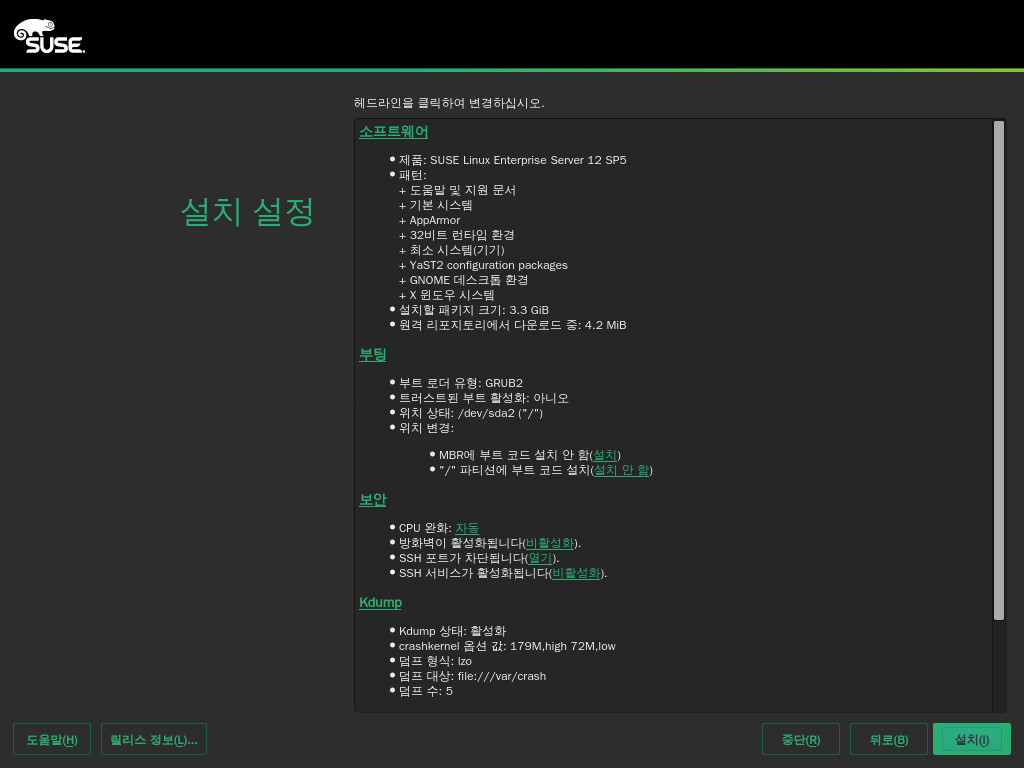 SUSE
헤드라인을 클릭하여 변경하십시오.
설치 설정
소프트웨어
● 제품: SUSE Linux Enterprise Server 12 SP5
● 패턴:
+ 도움말 및 지원 문서
+ 기본 시스템
+ AppArmor
+ 32비트 런타임 환경
+ 최소 시스템(기기)
+ YaST2 configuration packages
+ GNOME 데스크톱 환경
+ X 윈도우 시스템
● 설치할 패키지 크기: 3.3 GiB
● 원격 리포지토리에서 다운로드 중: 4.2 MiB
부팅
● 부트 로더 유형: GRUB2
● 트러스트된 부트 활성화: 아니오
● 위치 상태: /dev/sda2 ("/")
● 위치 변경:
● MBR에 부트 코드 설치 안 함(설치)
● "/" 파티션에 부트 코드 설치(설치 안 함)
보안
● CPU 완화: 자동
● 방화벽이 활성화됩니다(비활성화).
● SSH 포트가 차단됩니다(열기).
● SSH 서비스가 활성화됩니다(비활성화).
Kdump
● Kdump 상태: 활성화
● crashkernel 옵션 값: 179M,high 72M,low
● 덤프 형식: lzo
● 덤프 대상: file:///var/crash
● 덤프 수: 5
도움말(H) 릴리스 정보(L)... 중단(R) 뒤로(B) 설치(I)